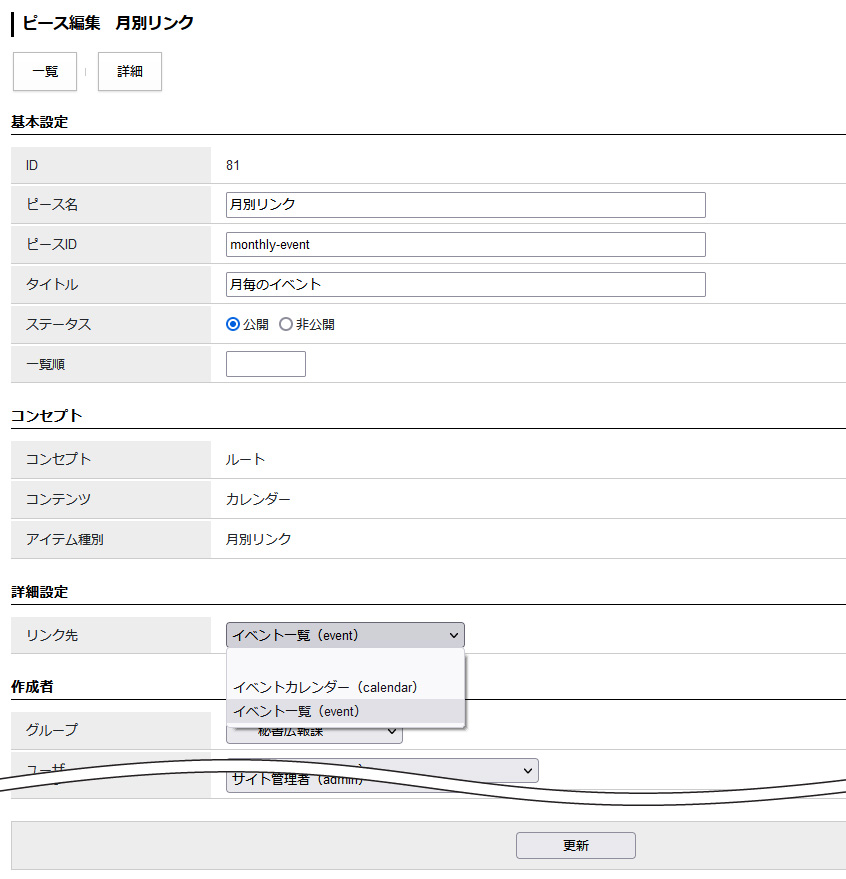 ピース編集　月別リンク
一覧 詳細
基本設定
ID 81
ピース名 月別リンク
ピースID monthly-event
タイトル 月毎のイベント
ステータス 公開 非公開
一覧順
コンセプト
コンセプト ルート
コンテンツ カレンダー
アイテム種別 月別リンク
詳細設定
リンク先 イベント一覧（event）
イベントカレンダー（calendar）
イベント一覧（event）
作成者
グループ 秘書広報課
ユーザ
サイト管理者（admin）
更新